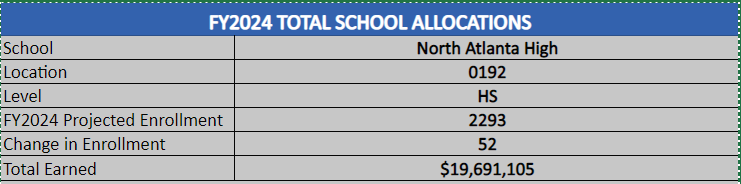 FY2024 TOTAL SCHOOL ALLOCATIONS
School North Atlanta High
Location 0192
Level HS
FY2024 Projected Enrollment 2293
Change in Enrollment 52
Total Earned $19,691,105